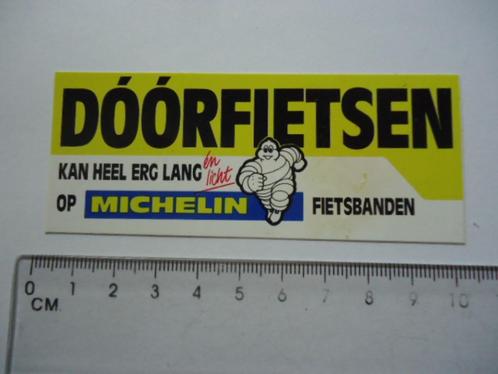 DÓÓRFIETSEN
KAN HEEL ERG LANG én licht
OP MICHELIN FIETSBANDEN
0 1 2 3 4 5 6 7 8 9 10
CM